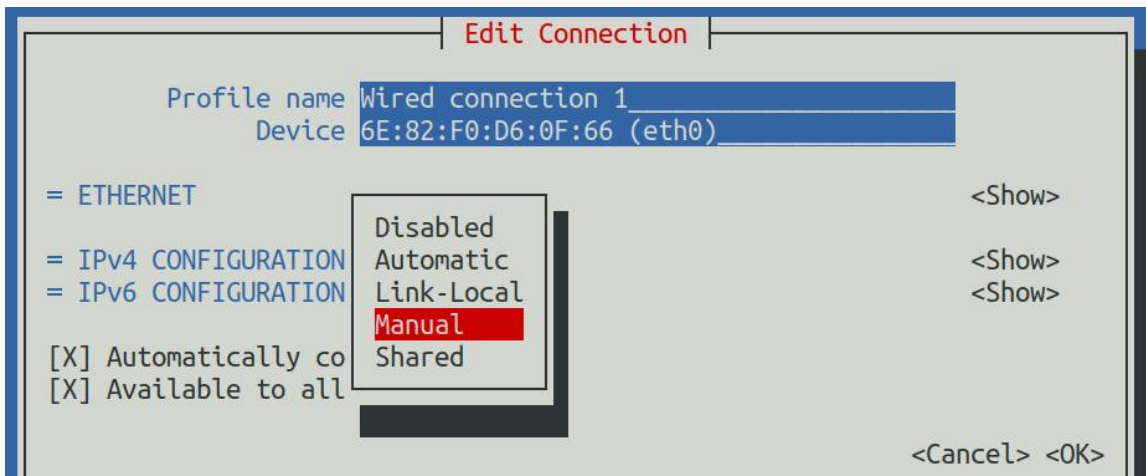 Edit Connection
Profile name Wired connection 1
Device 6E:82:F0:D6:0F:66 (eth0)
= ETHERNET <Show>
Disabled
= IPv4 CONFIGURATION Automatic <Show>
= IPv6 CONFIGURATION Link-Local <Show>
Manual
[X] Automatically co Shared
[X] Available to all
<Cancel> <OK>